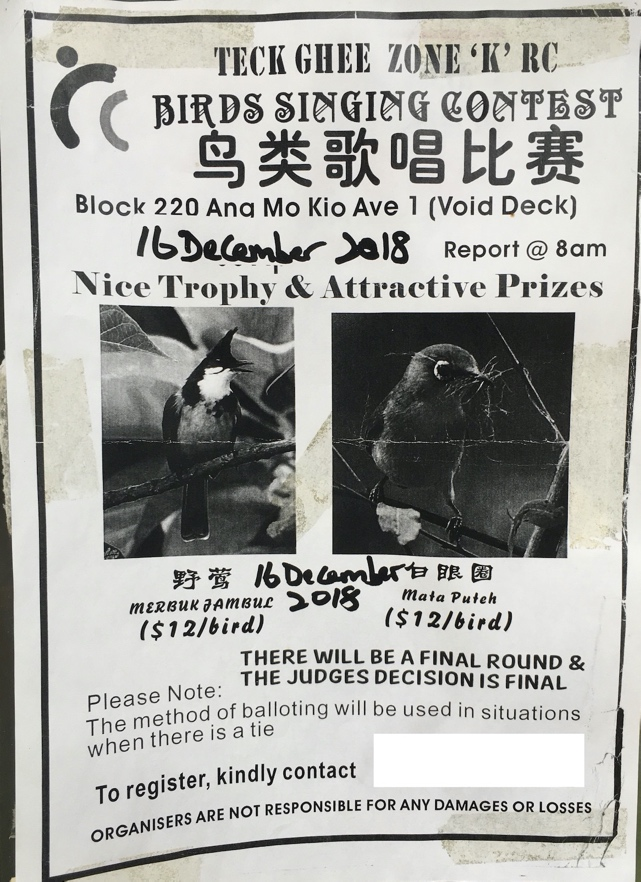 TECK GHEE ZONE ‘K’ RC
BIRDS SINGING CONTEST
鸟类歌唱比赛
Block 220 Ang Mo Kio Ave 1 (Void Deck)
16 December 2018 Report @ 8am
Nice Trophy & Attractive Prizes
野莺 16 December 白眼圈
MERBUK JAMBUL 2018 Mata Puteh
($12/bird) ($12/bird)
THERE WILL BE A FINAL ROUND &
THE JUDGES DECISION IS FINAL
Please Note:
The method of balloting will be used in situations
when there is a tie
To register, kindly contact
ORGANISERS ARE NOT RESPONSIBLE FOR ANY DAMAGES OR LOSSES